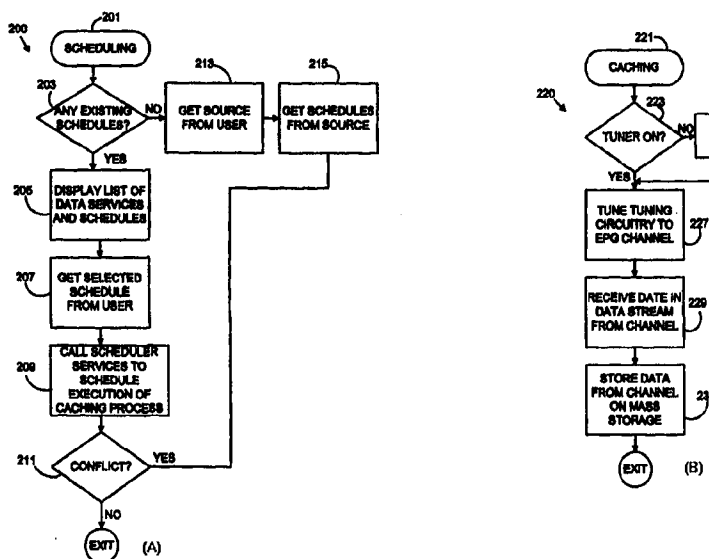 200
201
SCHEDULING
203
ANY EXISTING
SCHEDULES?
NO
YES
213
GET SOURCE
FROM USER
215
GET SCHEDULES
FROM SOURCE
205
DISPLAY LIST OF
DATA SERVICES
AND SCHEDULES
207
GET SELECTED
SCHEDULE
FROM USER
209
CALL SCHEDULER
SERVICES TO
SCHEDULE
EXECUTION OF
CACHING PROCESS
211
CONFLICT?
YES
NO
EXIT
(A)
221
CACHING
220
223
TUNER ON?
NO
YES
TUNE TUNING
CIRCUITRY TO
EPG CHANNEL
227
RECEIVE DATE IN
DATA STREAM
FROM CHANNEL
229
STORE DATA
FROM CHANNEL
ON MASS
STORAGE
23
EXIT
(B)